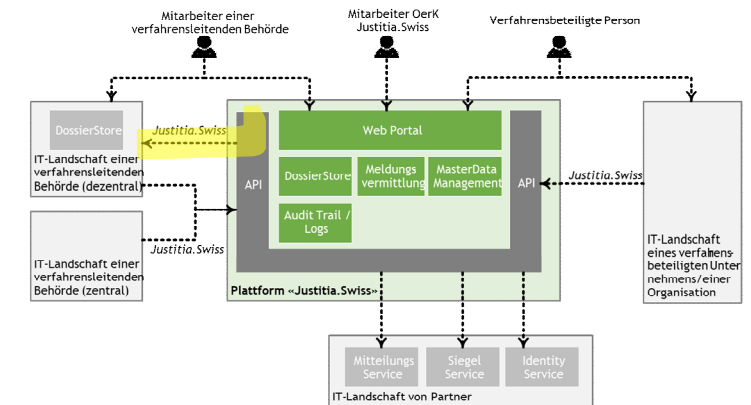 Mitarbeiter einer
verfahrensleitenden Behörde
Mitarbeiter OerK
Justitia.Swiss
Verfahrensbeteiligte Person
DossierStore
IT-Landschaft einer
verfahrensleitenden
Behörde (dezentral)
Justitia.Swiss
IT-Landschaft einer
verfahrensleitenden
Behörde (zentral)
Justitia.Swiss
API
Web Portal
DossierStore
Meldungs
vermittlung
MasterData
Management
Audit Trail /
Logs
API
Plattform «Justitia.Swiss»
Justitia.Swiss
IT-Landschaft
eines verfahens-
beteiligten Unter
nehmens/einer
Organisation
Mitteilungs
Service
Siegel
Service
Identity
Service
IT-Landschaft von Partner